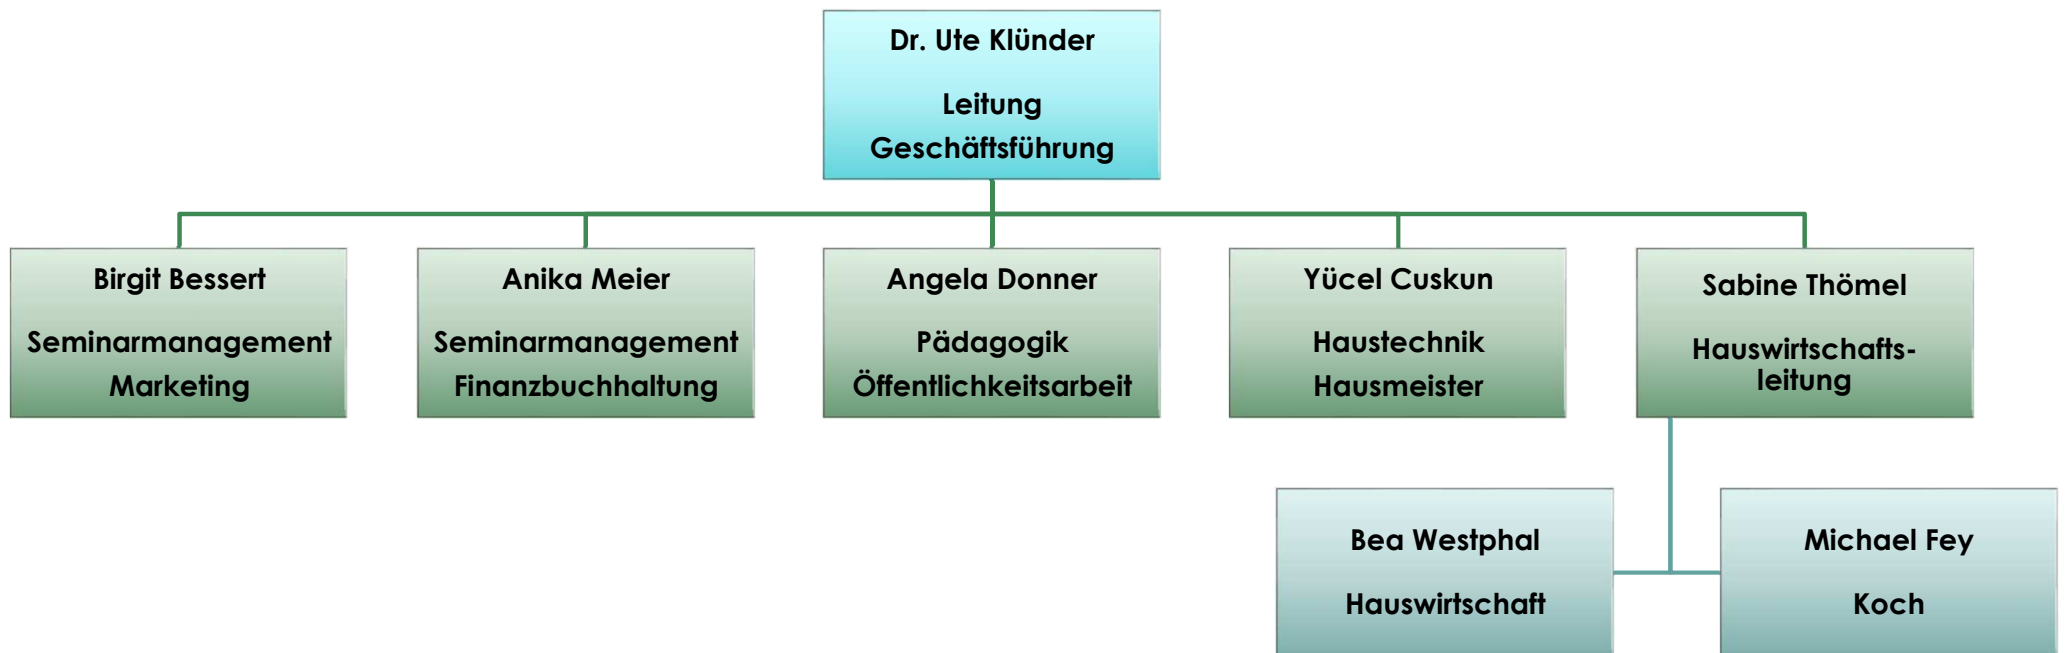 Dr. Ute Klünder
Leitung
Geschäftsführung
Birgit Bessert
Seminarmanagement
Marketing
Anika Meier
Seminarmanagement
Finanzbuchhaltung
Angela Donner
Pädagogik
Öffentlichkeitsarbeit
Yücel Cuskun
Haustechnik
Hausmeister
Sabine Thömel
Hauswirtschafts-
leitung
Bea Westphal
Hauswirtschaft
Michael Fey
Koch